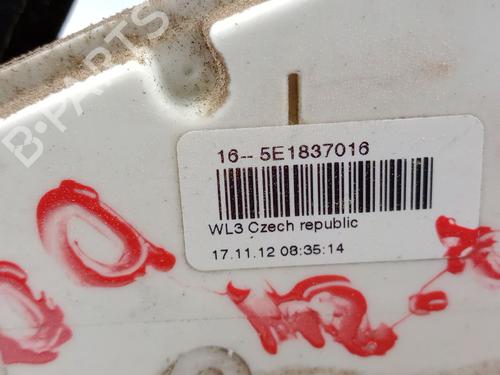 B-PARTS
16-- 5E1837016
WL3 Czech republic
17.11.12 08:35:14